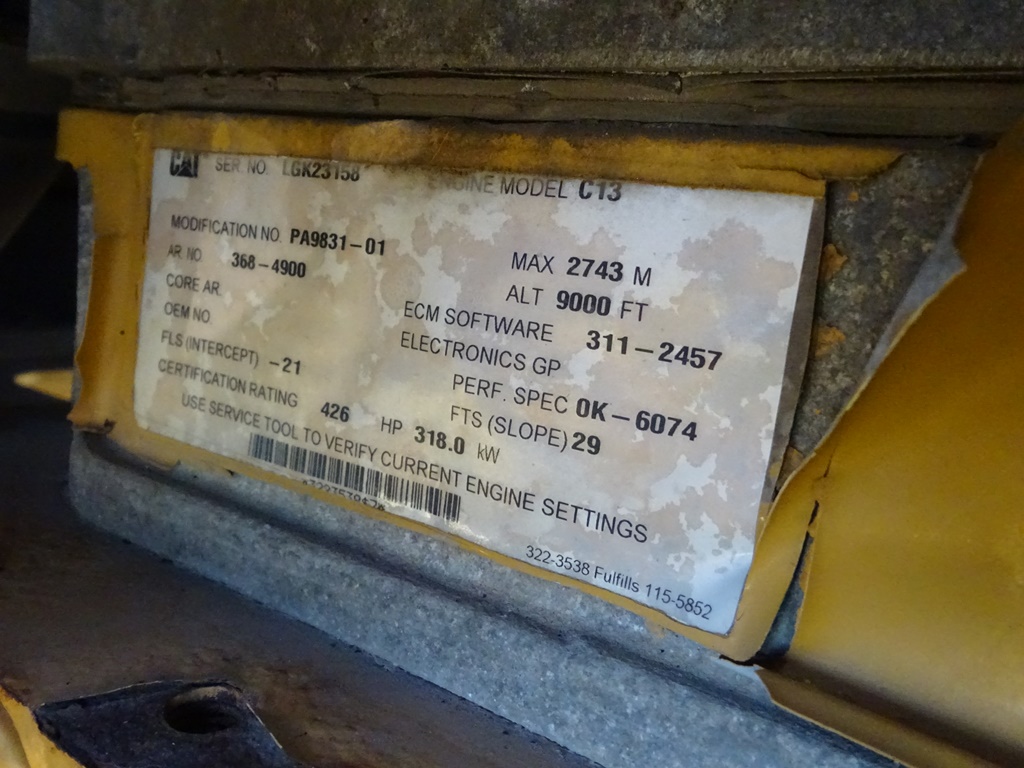 CAT SER. NO. LGK23158 ENGINE MODEL C13
MODIFICATION NO. PA9831-01
AR. NO. 368-4900
CORE AR.
OEM NO.
FLS (INTERCEPT) -21
CERTIFICATION RATING 426 HP 318.0 kW
MAX 2743 M
ALT 9000 FT
ECM SOFTWARE 311-2457
ELECTRONICS GP
PERF. SPEC 0K-6074
FTS (SLOPE) 29
USE SERVICE TOOL TO VERIFY CURRENT ENGINE SETTINGS
322-3538 Fulfills 115-5852